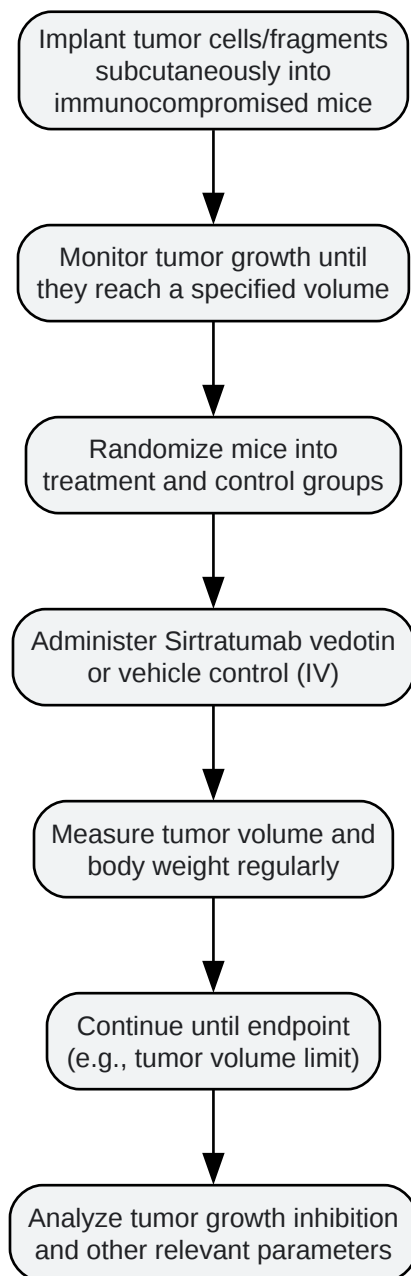 Implant tumor cells/fragments
subcutaneously into
immunocompromised mice
Monitor tumor growth until
they reach a specified volume
Randomize mice into
treatment and control groups
Administer Sirtratumab vedotin
or vehicle control (IV)
Measure tumor volume and
body weight regularly
Continue until endpoint
(e.g., tumor volume limit)
Analyze tumor growth inhibition
and other relevant parameters